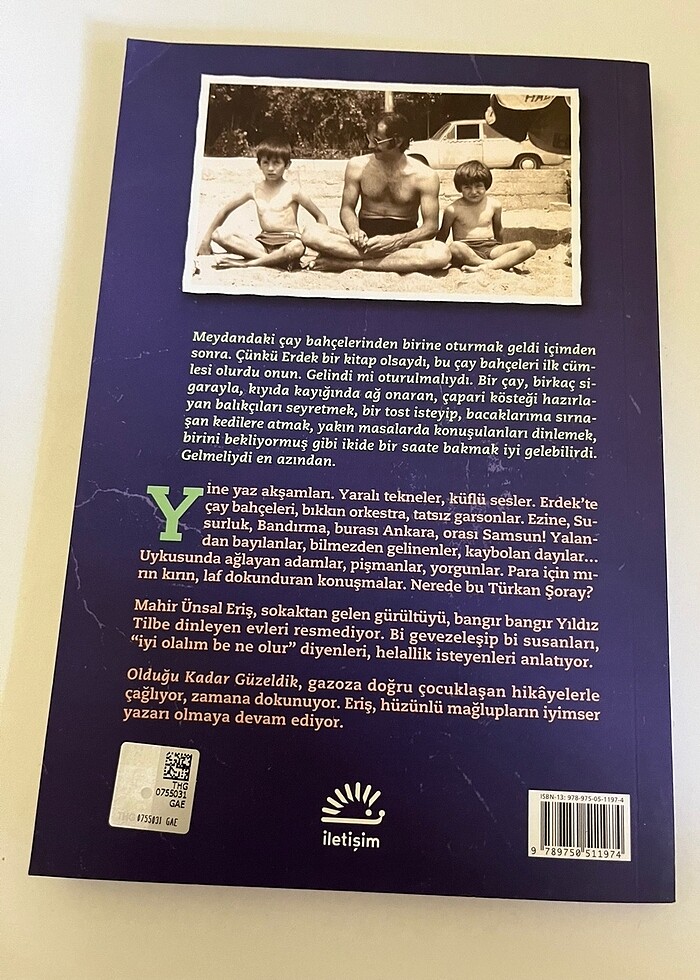 Meydandaki çay bahçelerinden birine oturmak geldi içimden
sonra. Çünkü Erdek bir kitap olsaydı, bu çay bahçeleri ilk cüm-
lesi olurdu onun. Gelindi mi oturulmalıydı. Bir çay, birkaç si-
garayla, kıyıda kayığında ağ onaran, çapari kösteği hazırla-
yan balıkçıları seyretmek, bir tost isteyip, bacaklarıma sırna-
şan kedilere atmak, yakın masalarda konuşulanları dinlemek,
birini bekliyormuş gibi ikide bir saate bakmak iyi gelebilirdi.
Gelmeliydi en azından.
Yine yaz akşamları. Yaralı tekneler, küflü sesler. Erdek’te
çay bahçeleri, bıkkın orkestra, tatsız garsonlar. Ezine, Su-
surluk, Bandırma, burası Ankara, orası Samsun! Yalan-
dan bayılanlar, bilmezden gelinenler, kaybolan dayılar...
Uykusunda ağlayan adamlar, pişmanlar, yorgunlar. Para için mı-
rın kırın, laf dokunduran konuşmalar. Nerede bu Türkan Şoray?
Mahir Ünsal Eriş, sokaktan gelen gürültüyü, bangır bangır Yıldız
Tilbe dinleyen evleri resmediyor. Bi gevezeleşip bi susanları,
“iyi olalım be ne olur” diyenleri, helallik isteyenleri anlatıyor.
Olduğu Kadar Güzeldik, gazoza doğru çocuklaşan hikâyelerle
çağlıyor, zamana dokunuyor. Eriş, hüzünlü mağlupların iyimser
yazarı olmaya devam ediyor.
THG
0755031
GAE
THG 0755031 GAE
iletişim
ISBN-13: 978-975-05-1197-4
9 789750 511974